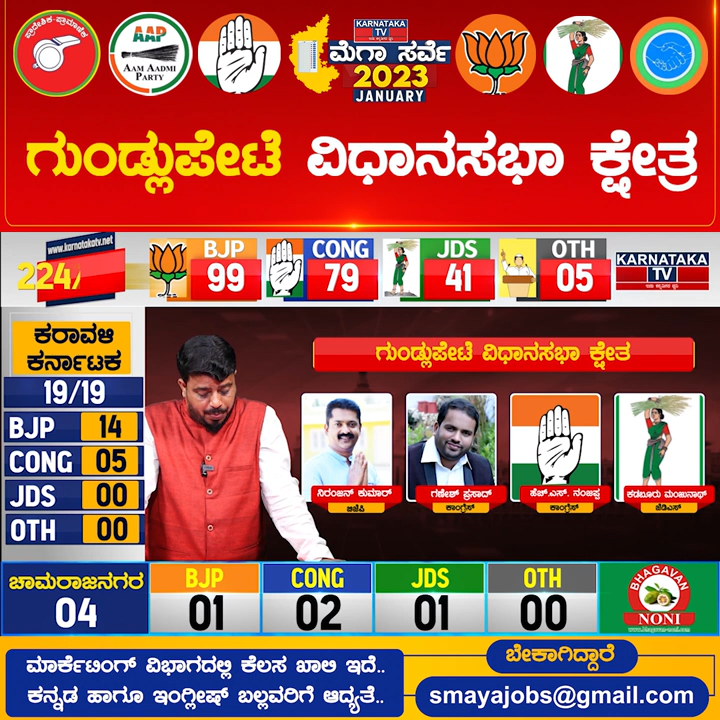 ಪ್ರಾದೇಶಿಕ-ಪ್ರಾಮಾಣಿಕ
AAP
AAM AADMI
PARTY
KARNATAKA
TV
ಮೆಗಾ ಸರ್ವೆ
2023
JANUARY
ಗುಂಡ್ಲುಪೇಟೆ ವಿಧಾನಸಭಾ ಕ್ಷೇತ್ರ
www.karnatakatv.net
224/
BJP
99
CONG
79
JDS
41
OTH
05
KARNATAKA
TV
ಕರಾವಳಿ
ಕರ್ನಾಟಕ
19/19
BJP 14
CONG 05
JDS 00
OTH 00
ಗುಂಡ್ಲುಪೇಟೆ ವಿಧಾನಸಭಾ ಕ್ಷೇತ
ನಿರಂಜನ್ ಕುಮಾರ್
ಬಿಜೆಪಿ
ಗಣೇಶ್ ಪ್ರಸಾದ್
ಕಾಂಗ್ರೆಸ್
ಹೆಚ್.ಎಸ್. ನಂಜಪ್ಪ
ಕಾಂಗ್ರೆಸ್
ಕಡಬೂರು ಮಂಜುನಾಥ್
ಜೆಡಿಎಸ್
ಚಾಮರಾಜನಗರ
04
BJP
01
CONG
02
JDS
01
OTH
00
BHAGAVAN
NONI
ಮಾರ್ಕೆಟಿಂಗ್ ವಿಭಾಗದಲ್ಲಿ ಕೆಲಸ ಖಾಲಿ ಇದೆ..
ಕನ್ನಡ ಹಾಗೂ ಇಂಗ್ಲೀಷ್ ಬಲ್ಲವರಿಗೆ ಆದ್ಯತೆ..
ಬೇಕಾಗಿದ್ದಾರೆ
smayajobs@gmail.com